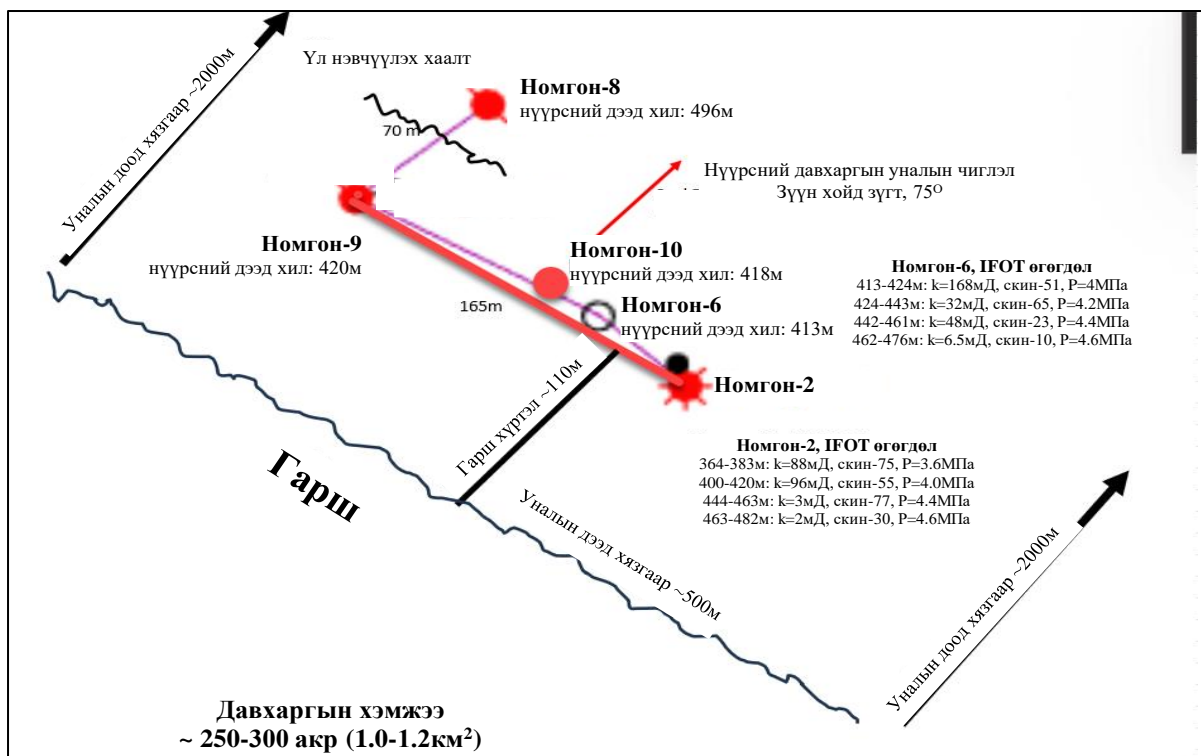 Уналын доод хязгаар ~2000м
Үл нэвчүүлэх хаалт
Номгон-8
нүүрсний дээд хил: 496м
70 m
Нүүрсний давхаргын уналын чиглэл
Зүүн хойд зүгт, 75О
Номгон-9
нүүрсний дээд хил: 420м
Номгон-10
нүүрсний дээд хил: 418м
165m
Номгон-6
нүүрсний дээд хил: 413м
Номгон-6, IFOT өгөгдөл
413-424м: k=168мД, скин-51, P=4МПа
424-443м: k=32мД, скин-65, P=4.2МПа
442-461м: k=48мД, скин-23, P=4.4МПа
462-476м: k=6.5мД, скин-10, P=4.6МПа
Номгон-2
Гарш хүртэл ~110м
Гарш
Номгон-2, IFOT өгөгдөл
364-383м: k=88мД, скин-75, P=3.6МПа
400-420м: k=96мД, скин-55, P=4.0МПа
444-463м: k=3мД, скин-77, P=4.4МПа
463-482м: k=2мД, скин-30, P=4.6МПа
Уналын дээд хязгаар ~500м
Уналын доод хязгаар ~2000м
Давхаргын хэмжээ
~ 250-300 акр (1.0-1.2км²)